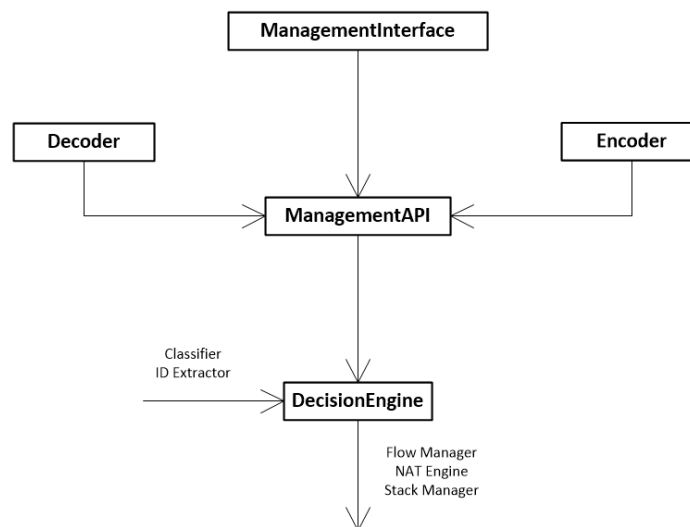 ManagementInterface
Decoder
Encoder
ManagementAPI
Classifier
ID Extractor
DecisionEngine
Flow Manager
NAT Engine
Stack Manager